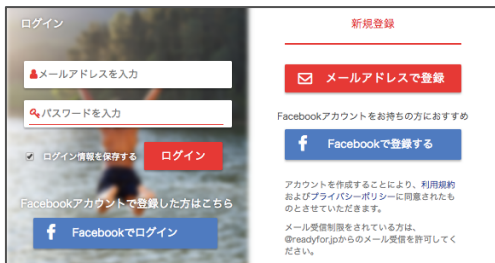 ログイン
メールアドレスを入力
パスワードを入力
ログイン情報を保存する
ログイン
Facebookアカウントで登録した方はこちら
Facebookでログイン
新規登録
メールアドレスで登録
Facebookアカウントをお持ちの方におすすめ
Facebookで登録する
アカウントを作成することにより、利用規約
およびプライバシーポリシーに同意されたも
のとさせていただきます。
メール受信制限をされている方は、
@readyfor.jpからのメール受信を許可してく
ださい。